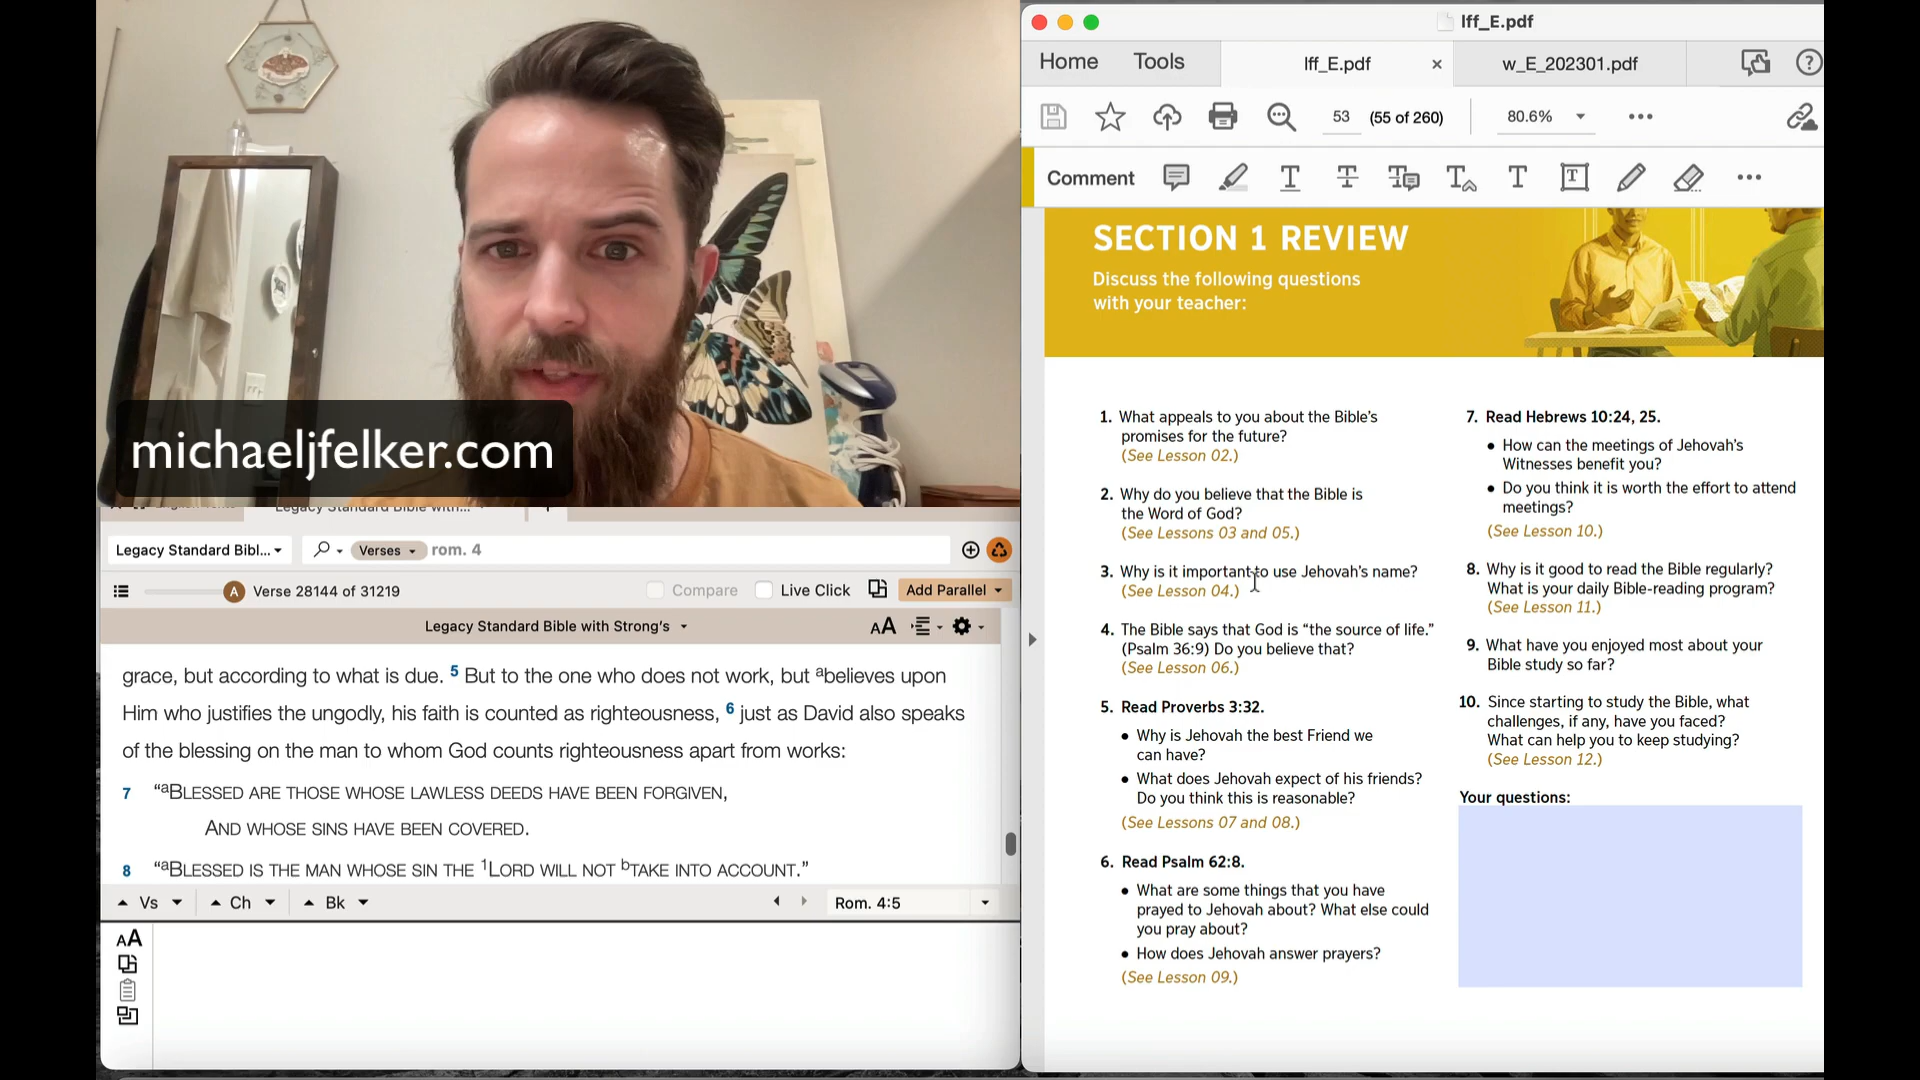 michaeljfelker.com
Legacy Standard Bible with...
Legacy Standard Bibl...
Verses
rom. 4
A
Verse 28144 of 31219
Compare
Live Click
Add Parallel
Legacy Standard Bible with Strong's
AA
grace, but according to what is due. 5 But to the one who does not work, but abelieves upon
Him who justifies the ungodly, his faith is counted as righteousness, 6 just as David also speaks
of the blessing on the man to whom God counts righteousness apart from works:
7 “aBLESSED ARE THOSE WHOSE LAWLESS DEEDS HAVE BEEN FORGIVEN,
AND WHOSE SINS HAVE BEEN COVERED.
8 “aBLESSED IS THE MAN WHOSE SIN THE 1LORD WILL NOT bTAKE INTO ACCOUNT.”
Vs
Ch
Bk
Rom. 4:5
AA
lff_E.pdf
Home
Tools
lff_E.pdf ×
w_E_202301.pdf
?
53
(55 of 260)
80.6%
Comment
SECTION 1 REVIEW
Discuss the following questions
with your teacher:
1. What appeals to you about the Bible’s
promises for the future?
(See Lesson 02.)
2. Why do you believe that the Bible is
the Word of God?
(See Lessons 03 and 05.)
3. Why is it important to use Jehovah’s name?
(See Lesson 04.)
4. The Bible says that God is “the source of life.”
(Psalm 36:9) Do you believe that?
(See Lesson 06.)
5. Read Proverbs 3:32.
• Why is Jehovah the best Friend we
can have?
• What does Jehovah expect of his friends?
Do you think this is reasonable?
(See Lessons 07 and 08.)
6. Read Psalm 62:8.
• What are some things that you have
prayed to Jehovah about? What else could
you pray about?
• How does Jehovah answer prayers?
(See Lesson 09.)
7. Read Hebrews 10:24, 25.
• How can the meetings of Jehovah’s
Witnesses benefit you?
• Do you think it is worth the effort to attend
meetings?
(See Lesson 10.)
8. Why is it good to read the Bible regularly?
What is your daily Bible-reading program?
(See Lesson 11.)
9. What have you enjoyed most about your
Bible study so far?
10. Since starting to study the Bible, what
challenges, if any, have you faced?
What can help you to keep studying?
(See Lesson 12.)
Your questions: